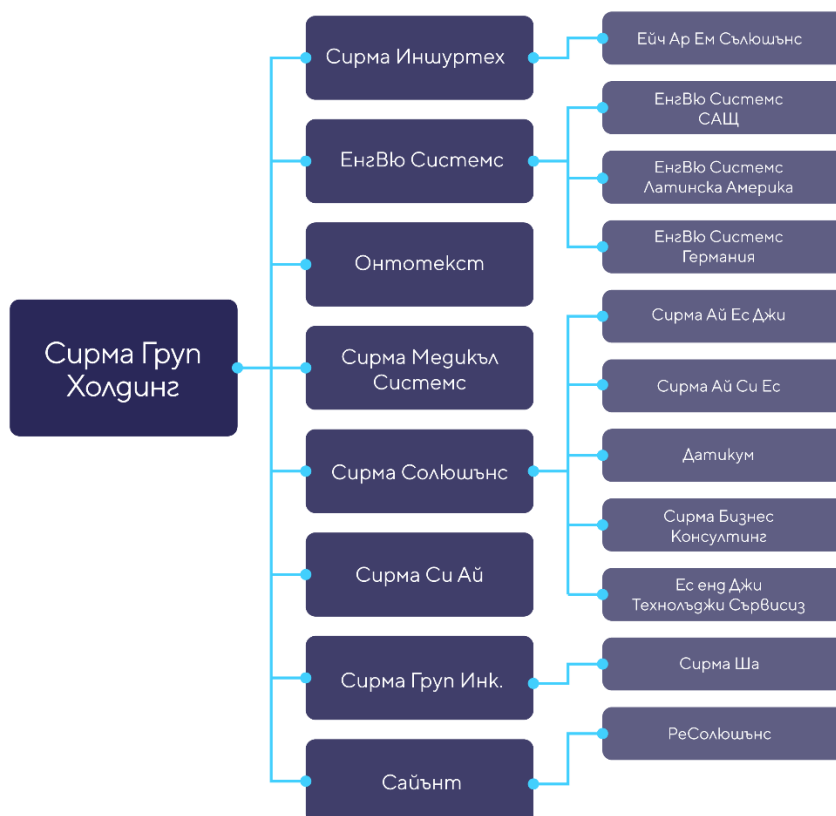 Сирма Груп
Холдинг
Сирма Иншуртех
ЕнгВю Системс
Онтотекст
Сирма Медикъл
Системс
Сирма Солюшънс
Сирма Си Ай
Сирма Груп Инк.
Сайънт
Ейч Ар Ем Сълюшънс
ЕнгВю Системс
САЩ
ЕнгВю Системс
Латинска Америка
ЕнгВю Системс
Германия
Сирма Ай Ес Джи
Сирма Ай Си Ес
Датикум
Сирма Бизнес
Консултинг
Ес енд Джи
Технолъджи Сървисиз
Сирма Ша
РеСолюшънс